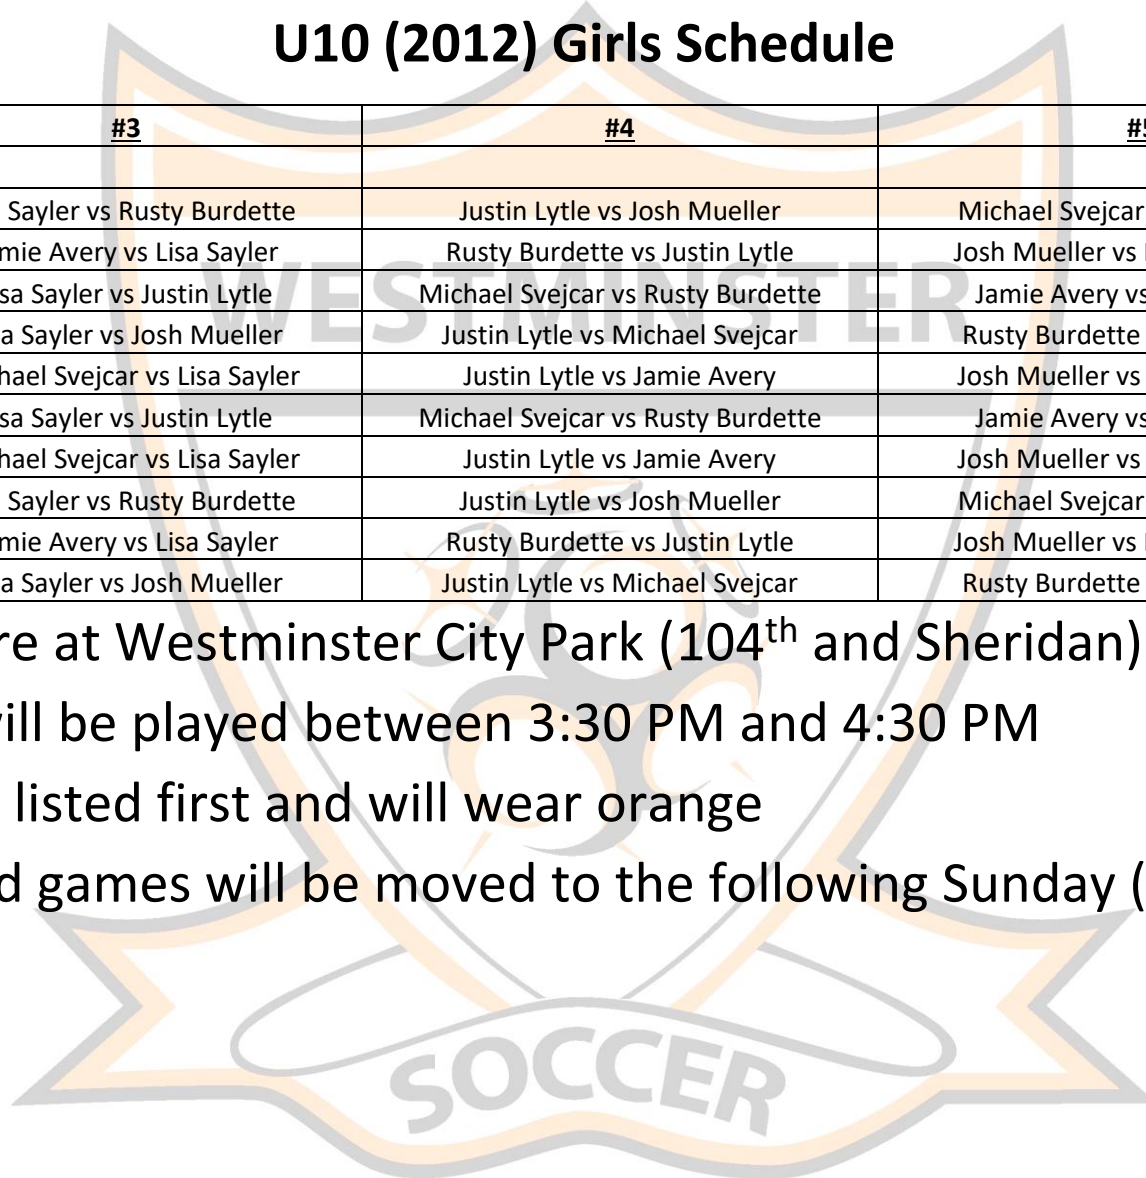 U10 (2012) Girls Schedule
#3 #4 #5
Sayler vs Rusty Burdette Justin Lytle vs Josh Mueller Michael Svejcar
mie Avery vs Lisa Sayler Rusty Burdette vs Justin Lytle Josh Mueller vs
sa Sayler vs Justin Lytle Michael Svejcar vs Rusty Burdette Jamie Avery vs
a Sayler vs Josh Mueller Justin Lytle vs Michael Svejcar Rusty Burdette
hael Svejcar vs Lisa Sayler Justin Lytle vs Jamie Avery Josh Mueller vs
sa Sayler vs Justin Lytle Michael Svejcar vs Rusty Burdette Jamie Avery vs
hael Svejcar vs Lisa Sayler Justin Lytle vs Jamie Avery Josh Mueller vs
Sayler vs Rusty Burdette Justin Lytle vs Josh Mueller Michael Svejcar
mie Avery vs Lisa Sayler Rusty Burdette vs Justin Lytle Josh Mueller vs
a Sayler vs Josh Mueller Justin Lytle vs Michael Svejcar Rusty Burdette
re at Westminster City Park (104th and Sheridan)
will be played between 3:30 PM and 4:30 PM
listed first and will wear orange
d games will be moved to the following Sunday (
WESTMINSTER
SOCCER